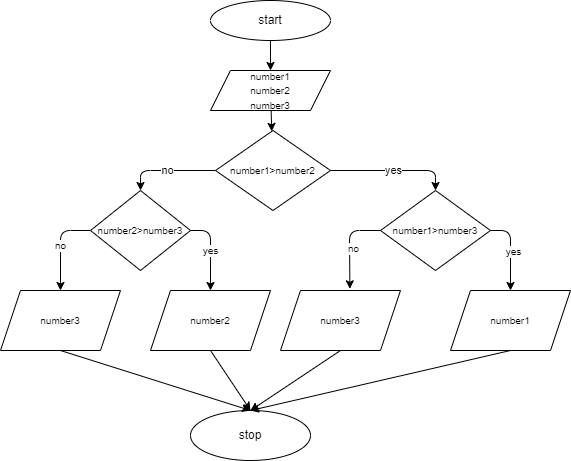 start
number1
number2
number3
number1>number2
no
yes
number2>number3
number1>number3
no
yes
no
yes
number3
number2
number3
number1
stop